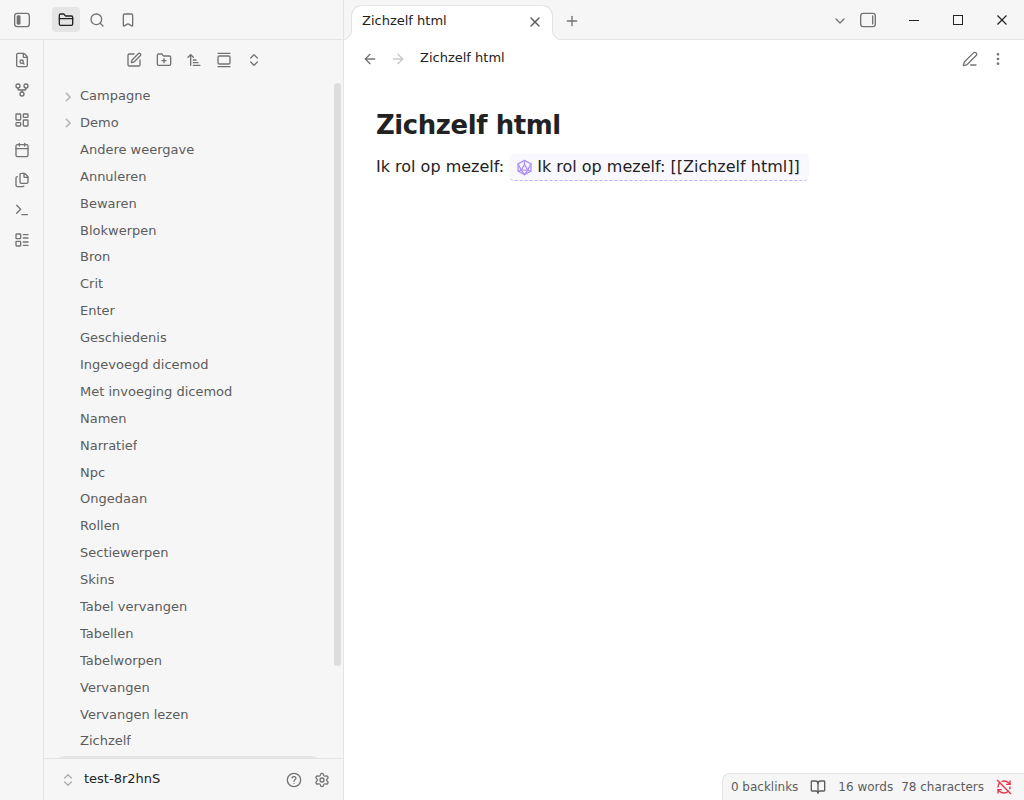 Zichzelf html
Zichzelf html
Campagne
Demo
Andere weergave
Annuleren
Bewaren
Blokwerpen
Bron
Crit
Enter
Geschiedenis
Ingevoegd dicemod
Met invoeging dicemod
Namen
Narratief
Npc
Ongedaan
Rollen
Sectiewerpen
Skins
Tabel vervangen
Tabellen
Tabelworpen
Vervangen
Vervangen lezen
Zichzelf
test-8r2hnS
Zichzelf html
Ik rol op mezelf: Ik rol op mezelf: [[Zichzelf html]]
0 backlinks 16 words 78 characters